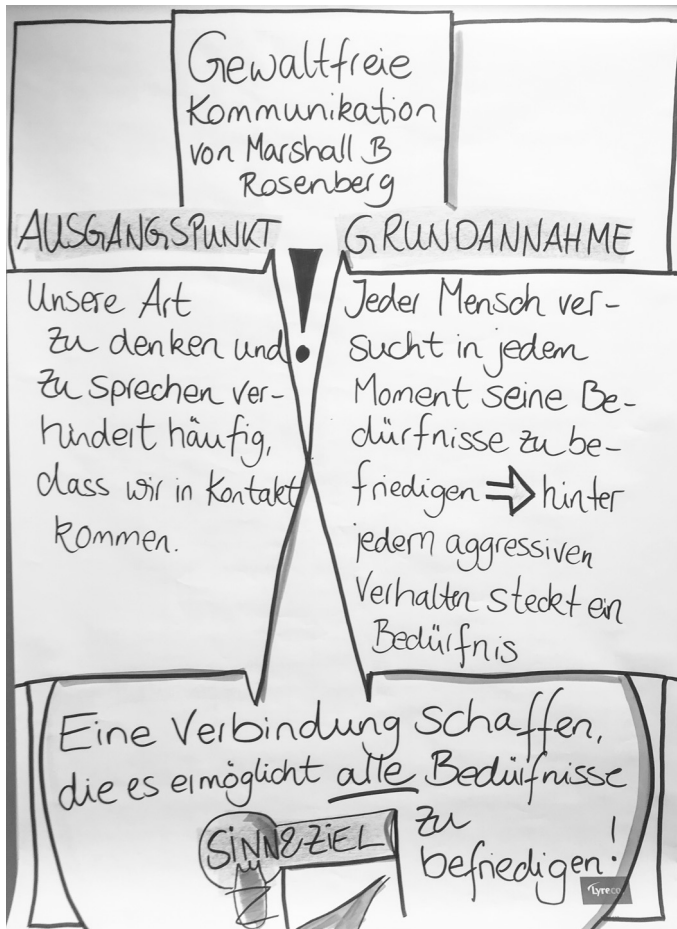 Gewaltfreie
Kommunikation
von Marshall B
Rosenberg
AUSGANGSPUNKT
Unsere Art
zu denken und
zu sprechen ver-
hindert häufig,
dass wir in Kontakt
kommen.
!
GRUNDANNAHME
Jeder Mensch ver-
sucht in jedem
Moment seine Be-
dürfnisse zu be-
friedigen ⇨ hinter
jedem aggressiven
Verhalten steckt ein
Bedürfnis
Eine Verbindung schaffen,
die es ermöglicht alle Bedürfnisse
zu
befriedigen!
SINN & ZIEL
Lyreco